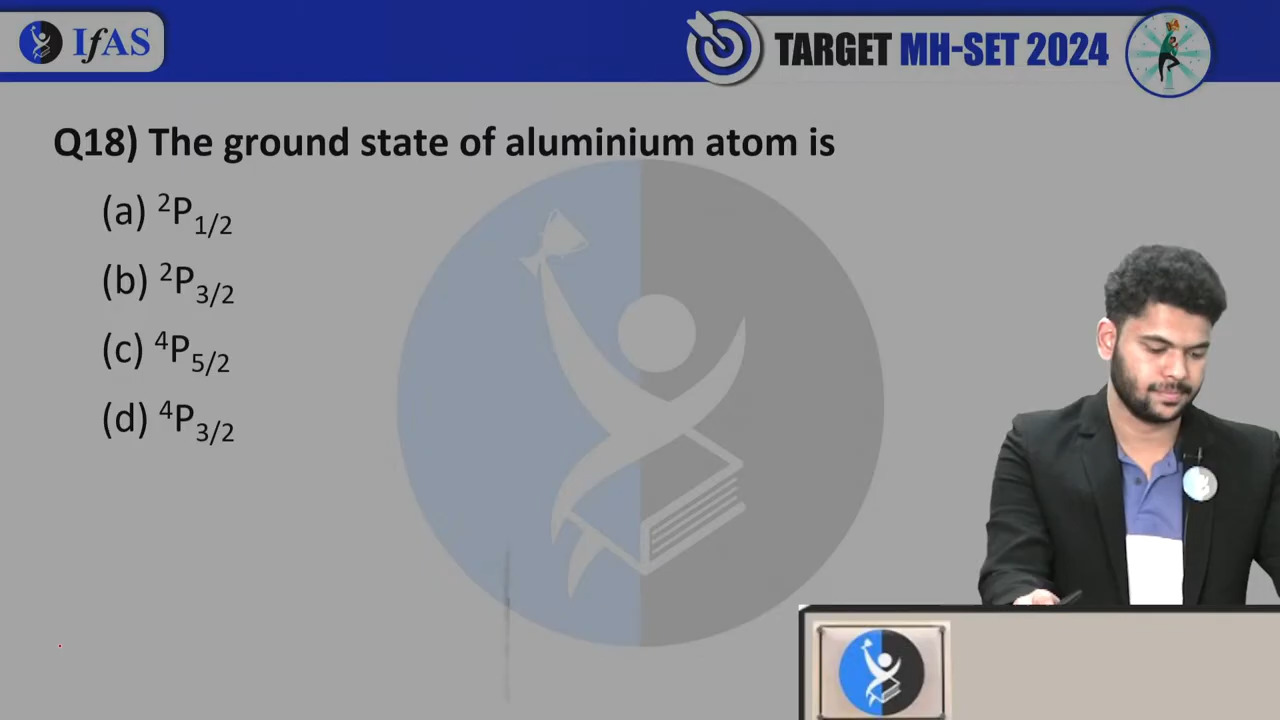 IfAS
TARGET MH-SET 2024
Q18) The ground state of aluminium atom is
(a) ²P₁/₂
(b) ²P₃/₂
(c) ⁴P₅/₂
(d) ⁴P₃/₂